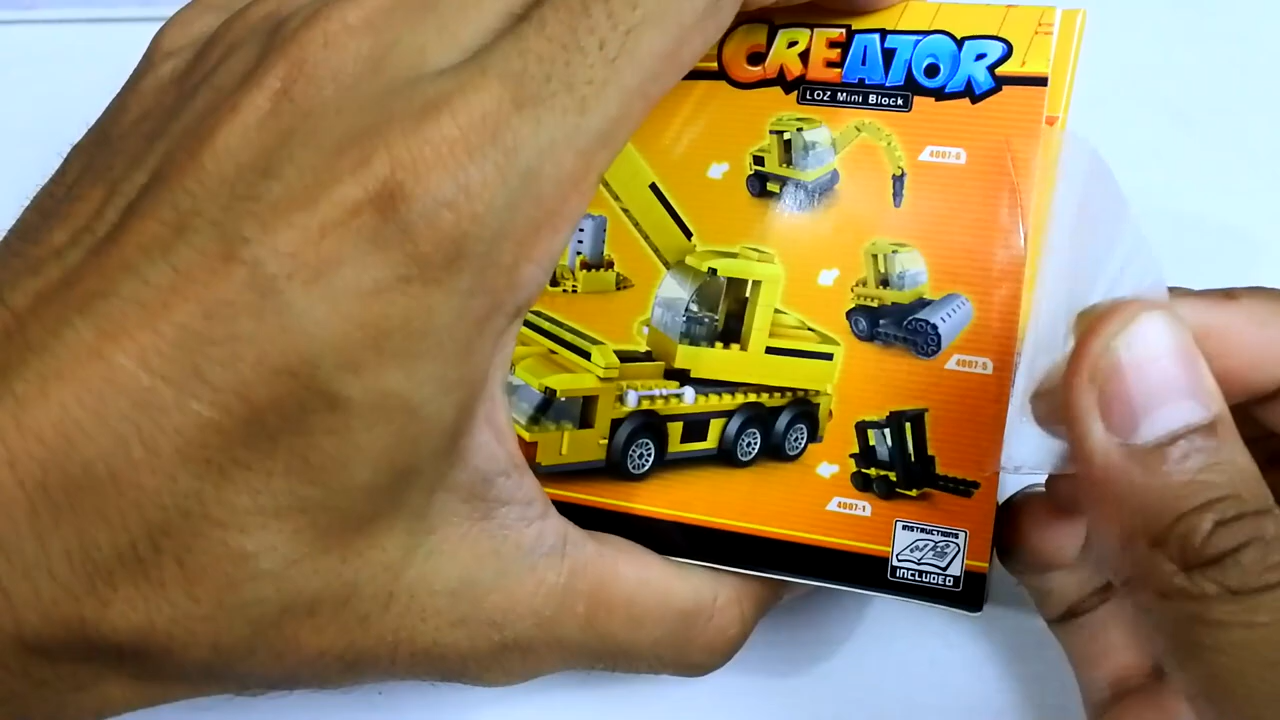 CREATOR
LOZ Mini Block
4007-6
4007-5
4007-1
INSTRUCTIONS
INCLUDED